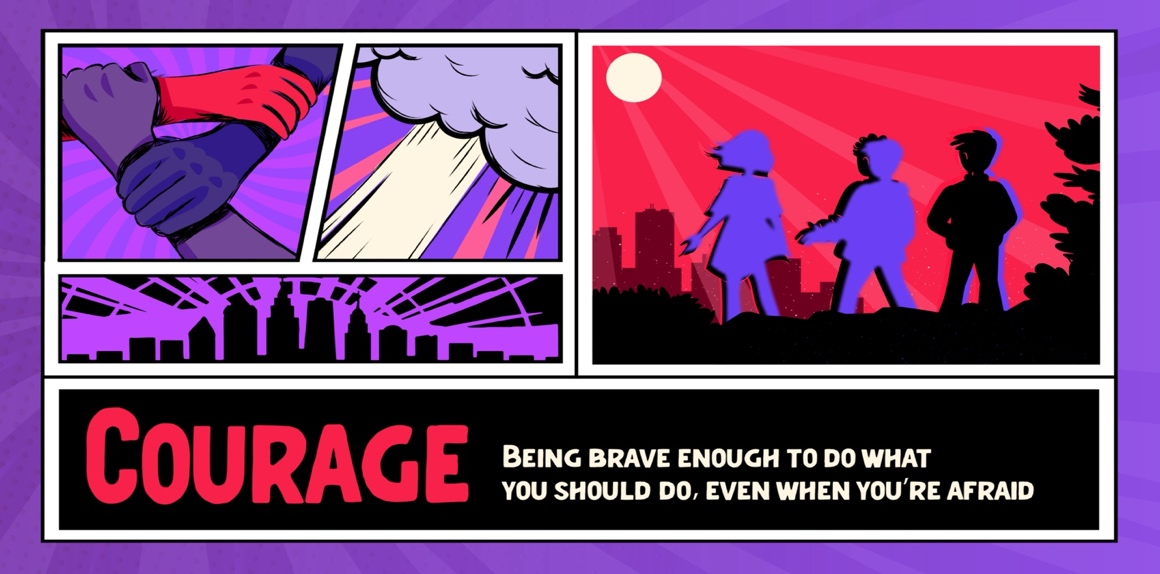 COURAGE
BEING BRAVE ENOUGH TO DO WHAT
YOU SHOULD DO, EVEN WHEN YOU'RE AFRAID